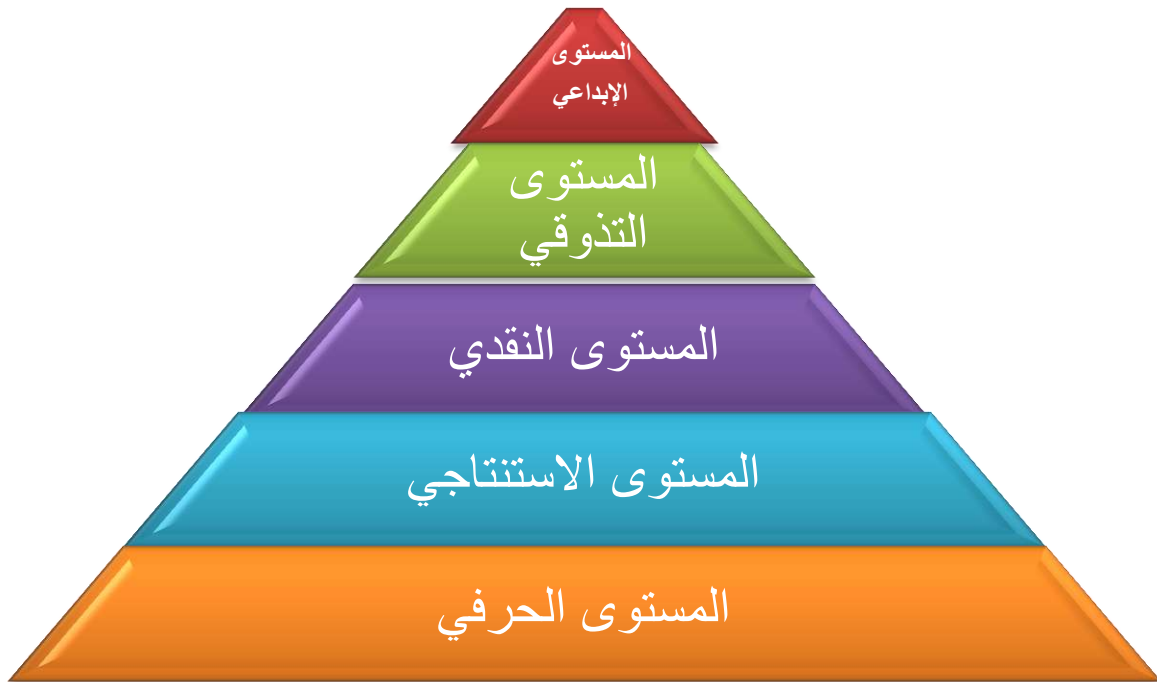 المستوى
الإبداعي
المستوى
التذوقي
المستوى النقدي
المستوى الاستنتاجي
المستوى الحرفي